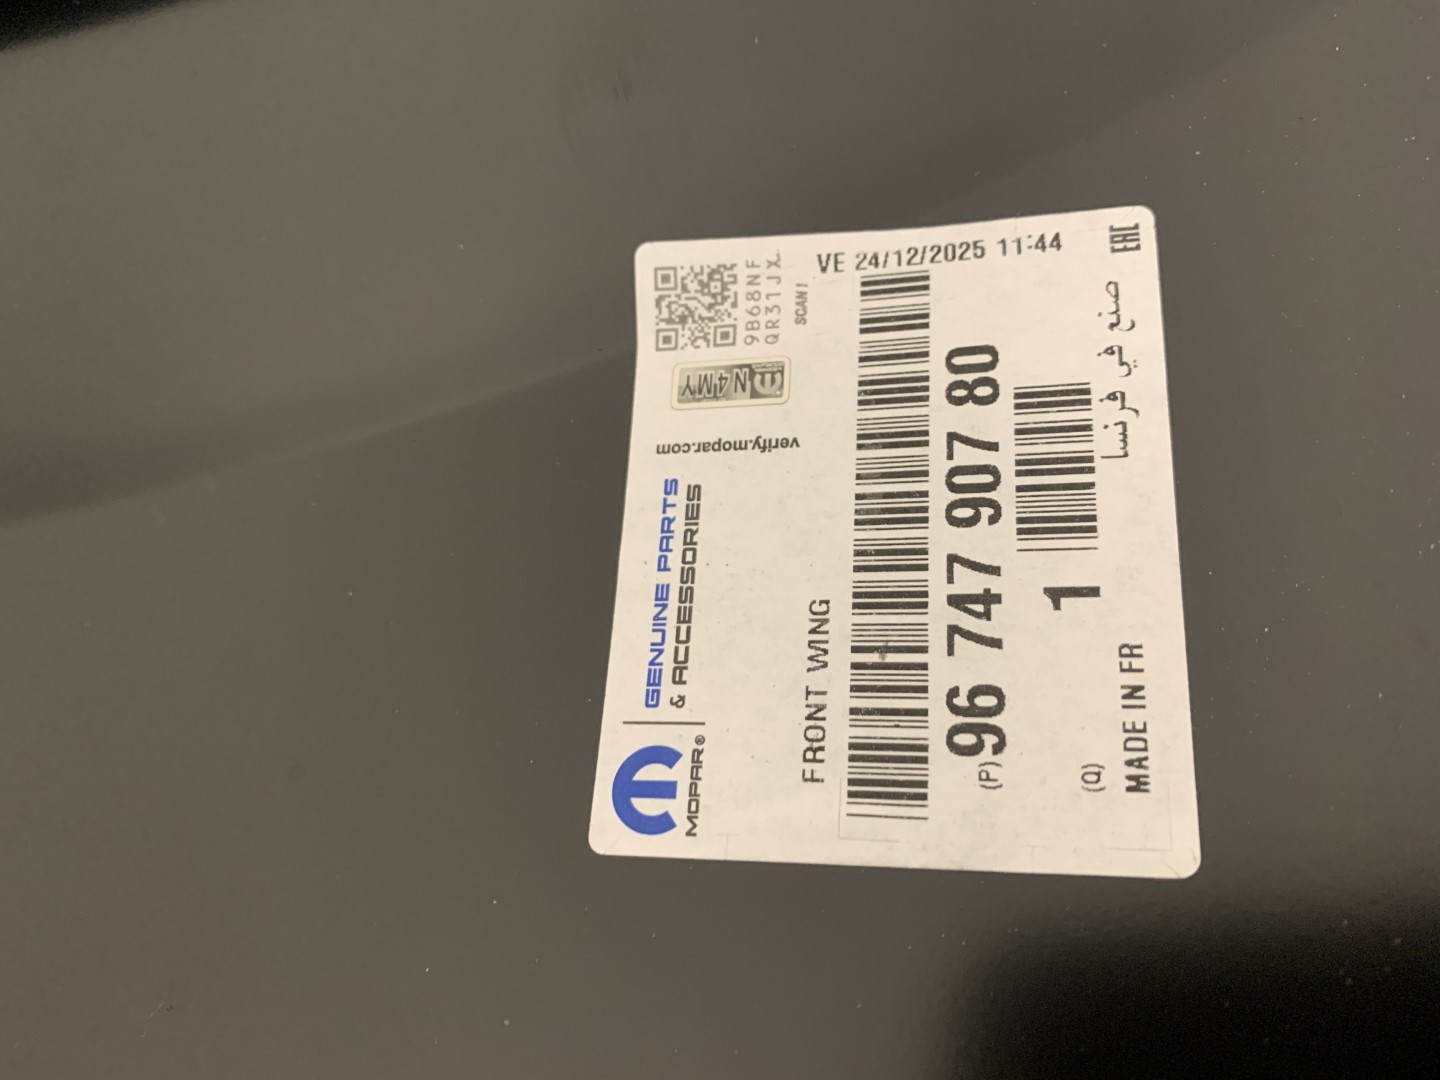 MOPAR®
GENUINE PARTS
& ACCESSORIES
verify.mopar.com
N4MY
9B68NF
QR31JX
SCAN!
FRONT WING
VE 24/12/2025 11:44
(P) 96 747 907 80
(Q) 1
MADE IN FR
صنع في فرنسا
EAC